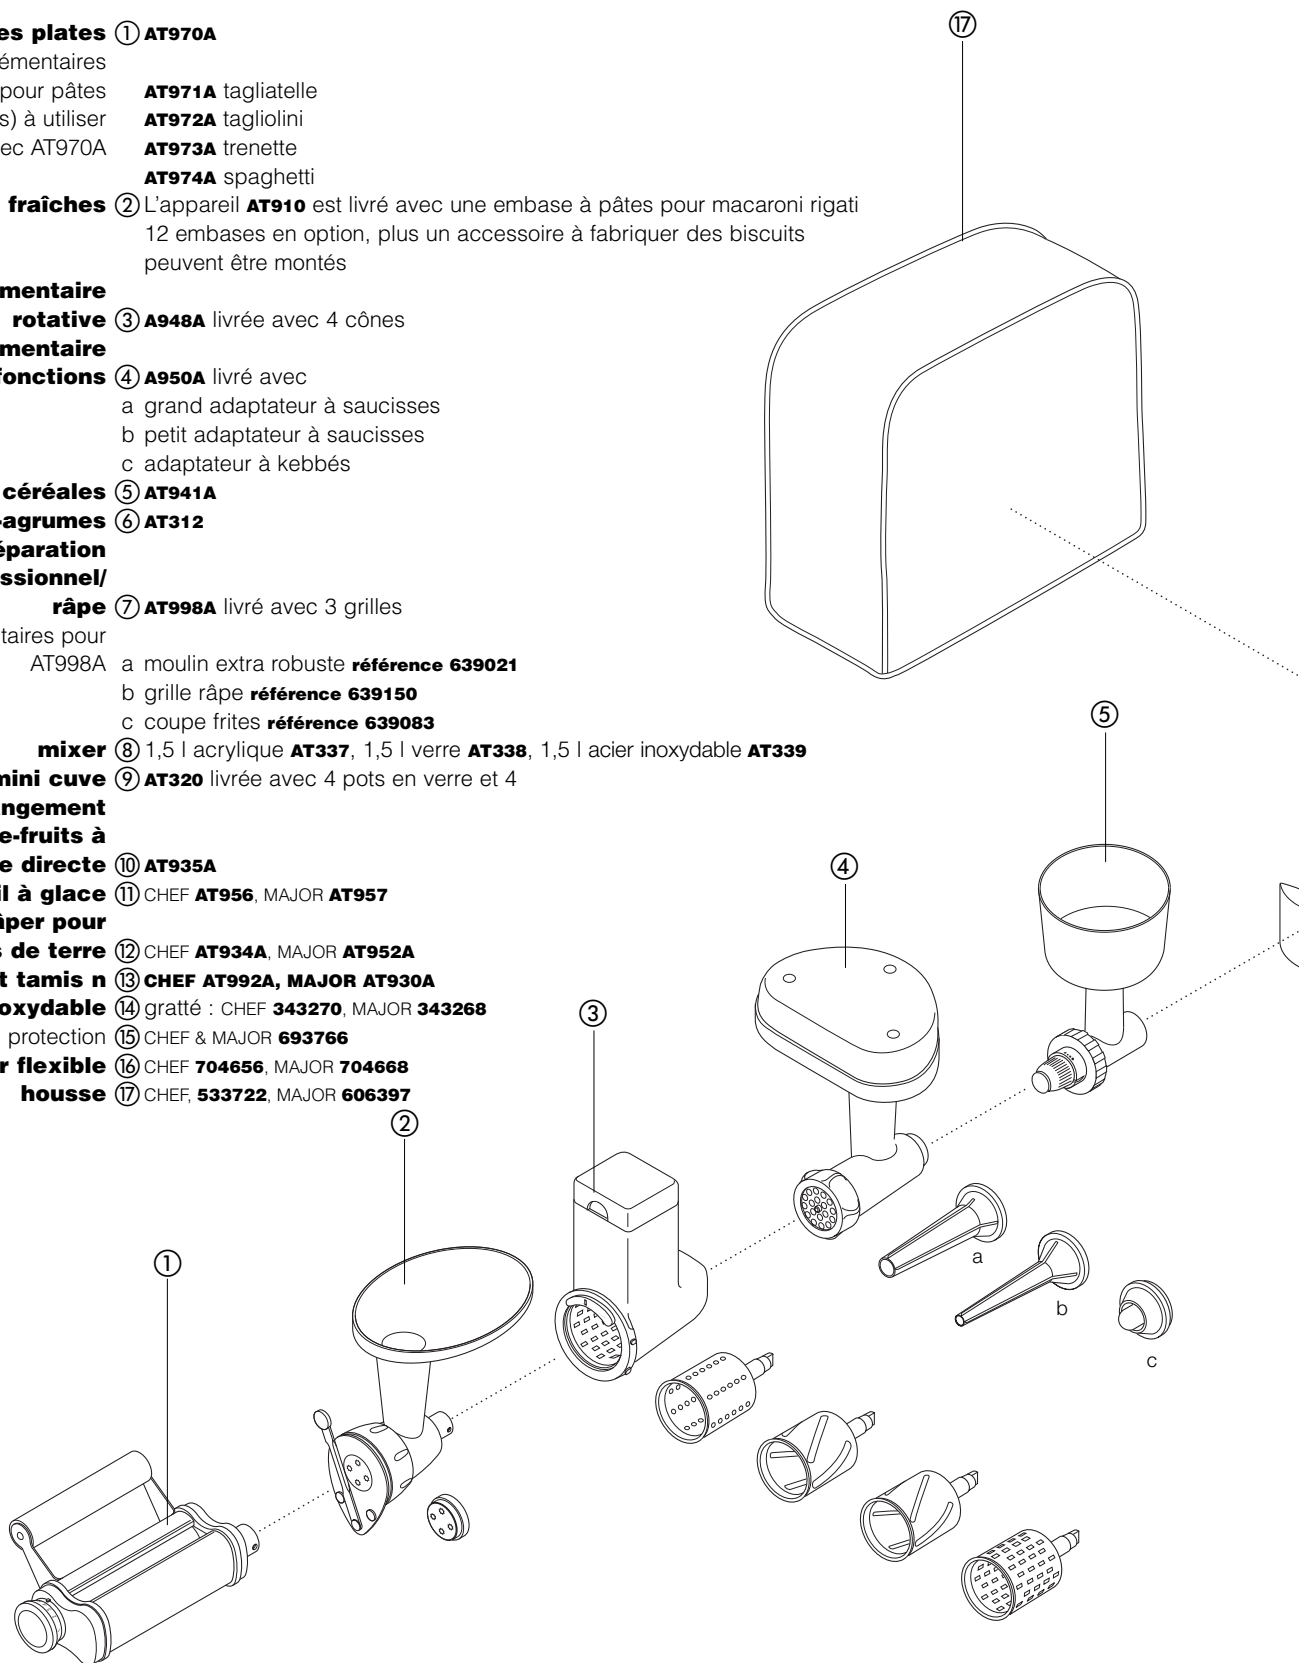 es plates ① AT970A
émentaires
pour pâtes AT971A tagliatelle
s) à utiliser AT972A tagliolini
ec AT970A AT973A trenette
AT974A spaghetti
fraîches ② L'appareil AT910 est livré avec une embase à pâtes pour macaroni rigati
12 embases en option, plus un accessoire à fabriquer des biscuits
peuvent être montés
mentaire
rotative ③ A948A livrée avec 4 cônes
mentaire
fonctions ④ A950A livré avec
a grand adaptateur à saucisses
b petit adaptateur à saucisses
c adaptateur à kebbés
céréales ⑤ AT941A
-agrumes ⑥ AT312
éparation
ssionnel/
râpe ⑦ AT998A livré avec 3 grilles
taires pour
AT998A a moulin extra robuste référence 639021
b grille râpe référence 639150
c coupe frites référence 639083
mixer ⑧ 1,5 l acrylique AT337, 1,5 l verre AT338, 1,5 l acier inoxydable AT339
mini cuve ⑨ AT320 livrée avec 4 pots en verre et 4
angement
e-fruits à
e directe ⑩ AT935A
il à glace ⑪ CHEF AT956, MAJOR AT957
âper pour
s de terre ⑫ CHEF AT934A, MAJOR AT952A
t tamis n ⑬ CHEF AT992A, MAJOR AT930A
oxydable ⑭ gratté : CHEF 343270, MAJOR 343268
protection ⑮ CHEF & MAJOR 693766
r flexible ⑯ CHEF 704656, MAJOR 704668
housse ⑰ CHEF, 533722, MAJOR 606397
⑰
⑤
④
③
②
①
a
b
c